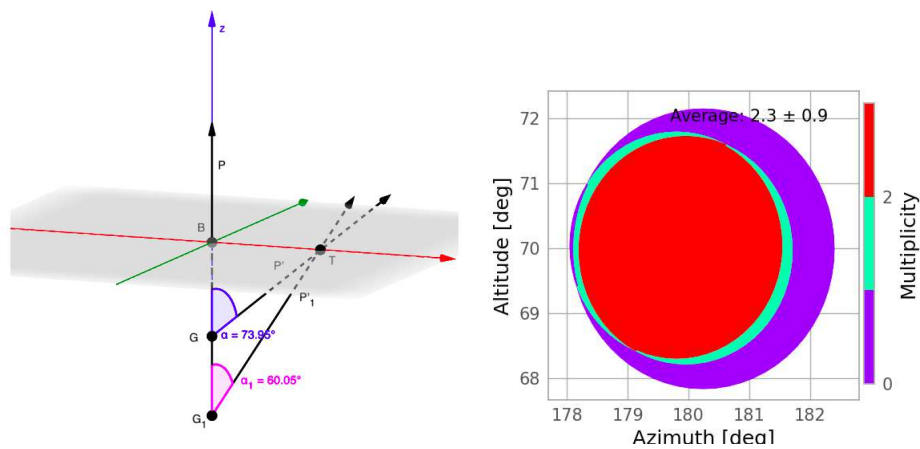 z
P
B
P'
T
P'₁
G
α = 73.95°
α₁ = 60.05°
G₁
Average: 2.3 ± 0.9
72
71
70
69
68
Altitude [deg]
178
179
180
181
182
Azimuth [deg]
2
0
Multiplicity